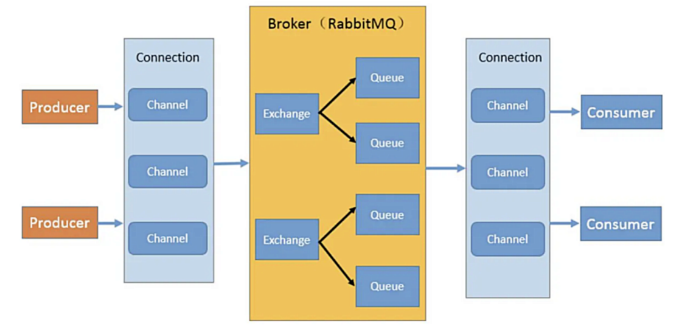 Broker（RabbitMQ）
Connection
Connection
Queue
Producer
Channel
Exchange
Channel
Consumer
Queue
Channel
Channel
Queue
Producer
Channel
Exchange
Channel
Consumer
Queue